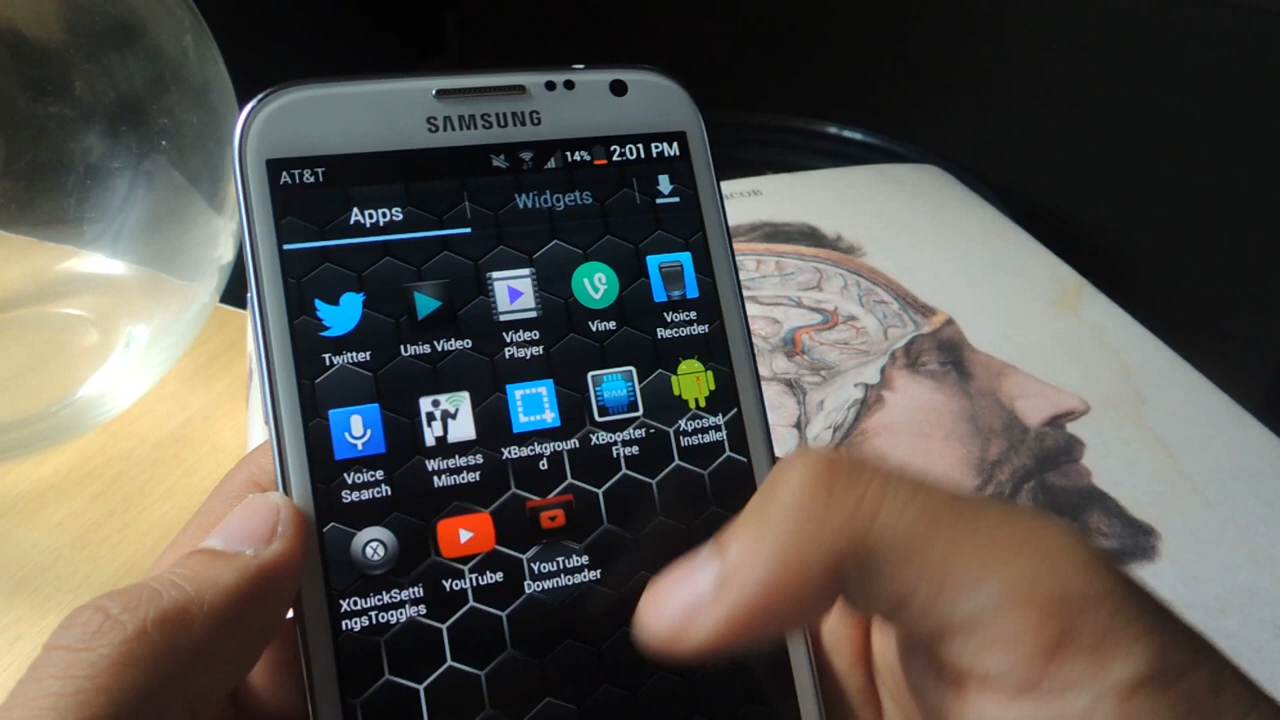 SAMSUNG
AT&T
14%
2:01 PM
Apps
Widgets
Twitter
Unis Video
Video
Player
Vine
Voice
Recorder
Voice
Search
Wireless
Minder
XBackgroun
d
RAM
XBooster -
Free
Xposed
Installer
XQuickSetti
ngsToggles
YouTube
YouTube
Downloader